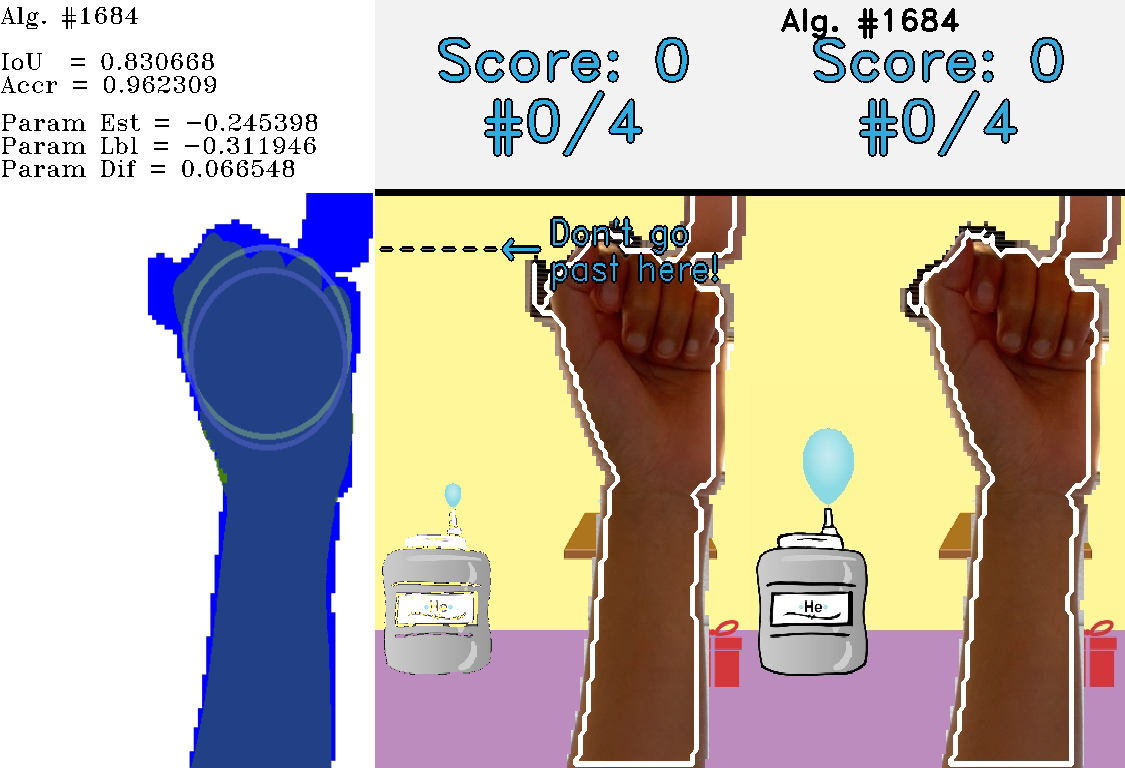 Alg. #1684
IoU = 0.830668
Accr = 0.962309
Param Est = -0.245398
Param Lbl = -0.311946
Param Dif = 0.066548
Score: 0
#0/4
Don't go
past here!
He
Alg. #1684
Score: 0
#0/4
He